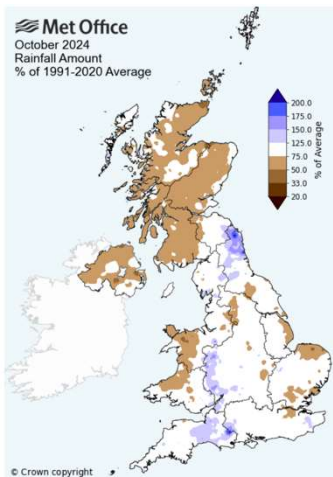 Met Office
October 2024
Rainfall Amount
% of 1991-2020 Average
200.0
175.0
150.0
125.0
75.0
50.0
33.0
20.0
% of Average
© Crown copyright